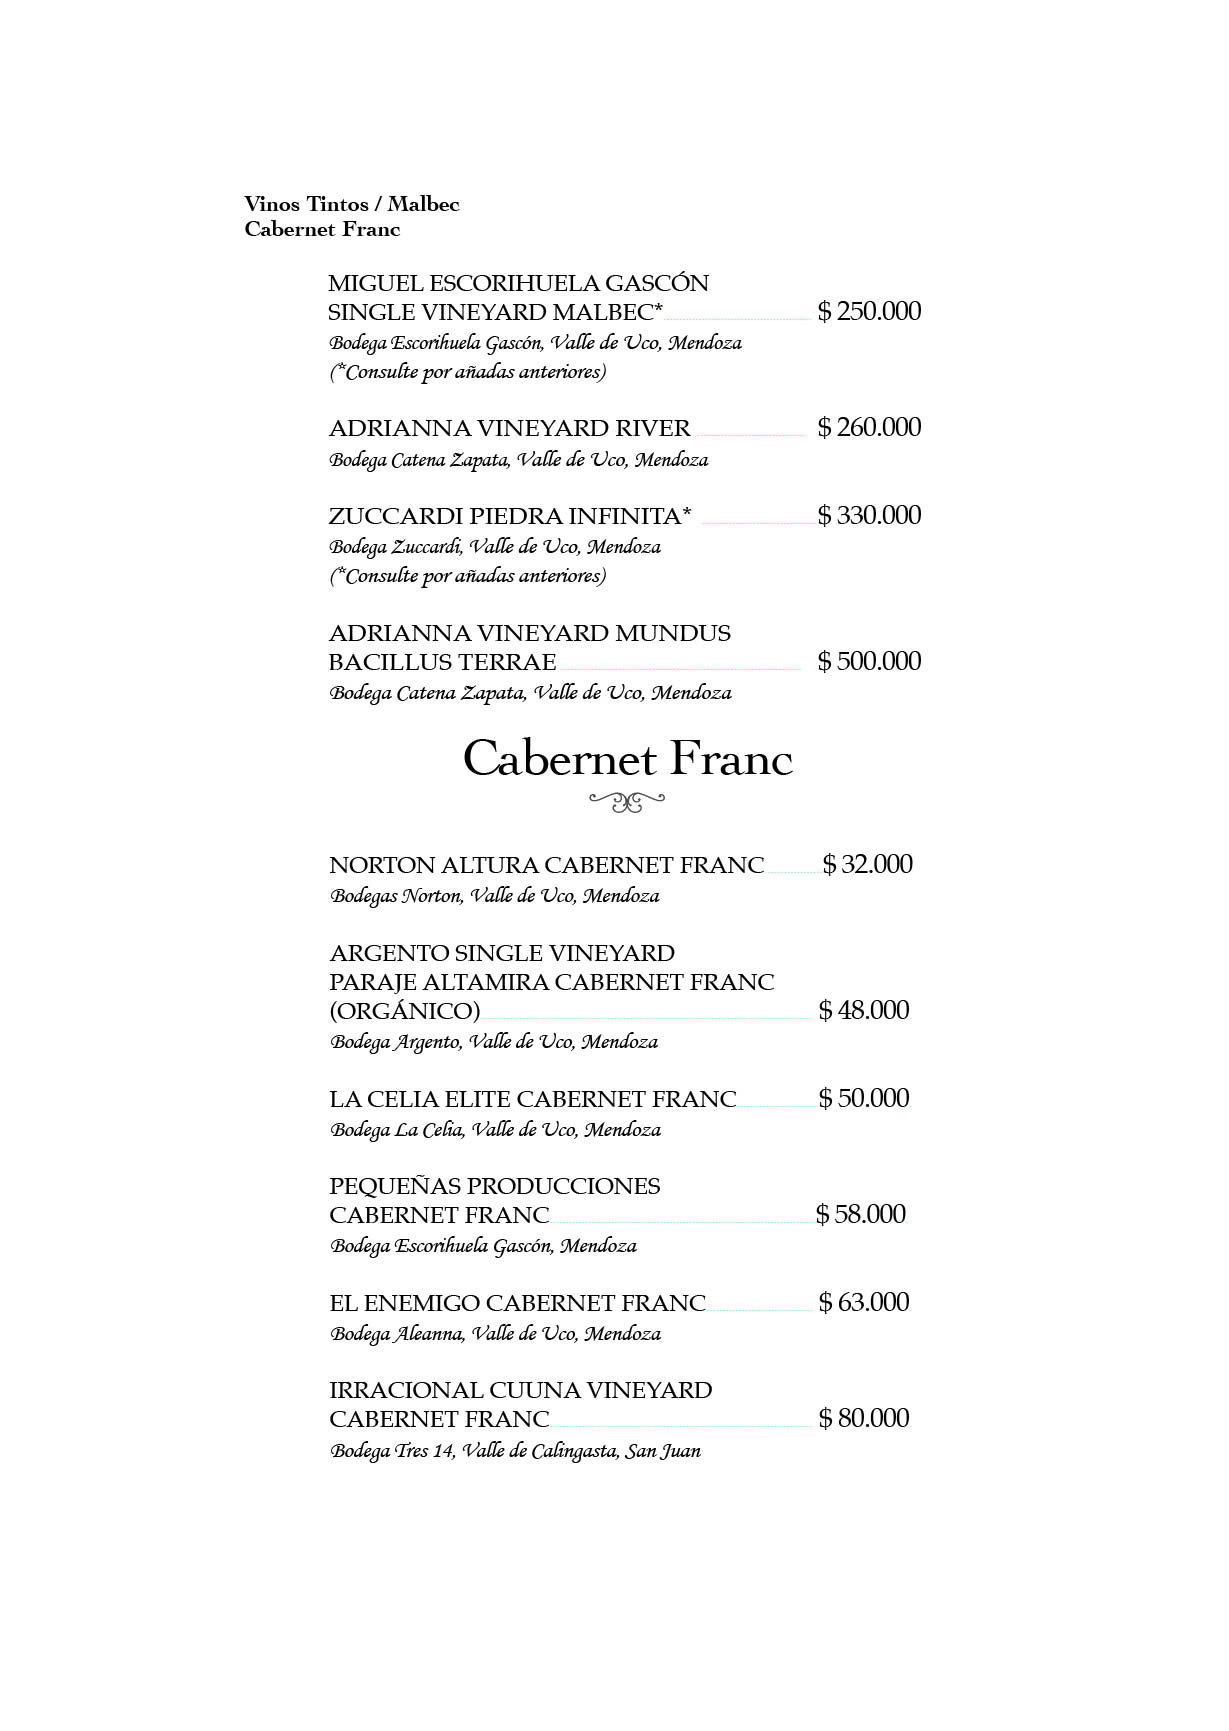 Vinos Tintos / Malbec
Cabernet Franc
MIGUEL ESCORIHUELA GASCÓN
SINGLE VINEYARD MALBEC* $ 250.000
Bodega Escorihuela Gascón, Valle de Uco, Mendoza
(*Consulte por añadas anteriores)
ADRIANNA VINEYARD RIVER $ 260.000
Bodega Catena Zapata, Valle de Uco, Mendoza
ZUCCARDI PIEDRA INFINITA* $ 330.000
Bodega Zuccardi, Valle de Uco, Mendoza
(*Consulte por añadas anteriores)
ADRIANNA VINEYARD MUNDUS
BACILLUS TERRAE $ 500.000
Bodega Catena Zapata, Valle de Uco, Mendoza
Cabernet Franc
NORTON ALTURA CABERNET FRANC $ 32.000
Bodegas Norton, Valle de Uco, Mendoza
ARGENTO SINGLE VINEYARD
PARAJE ALTAMIRA CABERNET FRANC
(ORGÁNICO) $ 48.000
Bodega Argento, Valle de Uco, Mendoza
LA CELIA ELITE CABERNET FRANC $ 50.000
Bodega La Celia, Valle de Uco, Mendoza
PEQUEÑAS PRODUCCIONES
CABERNET FRANC $ 58.000
Bodega Escorihuela Gascón, Mendoza
EL ENEMIGO CABERNET FRANC $ 63.000
Bodega Aleanna, Valle de Uco, Mendoza
IRRACIONAL CUUNA VINEYARD
CABERNET FRANC $ 80.000
Bodega Tres 14, Valle de Calingasta, San Juan